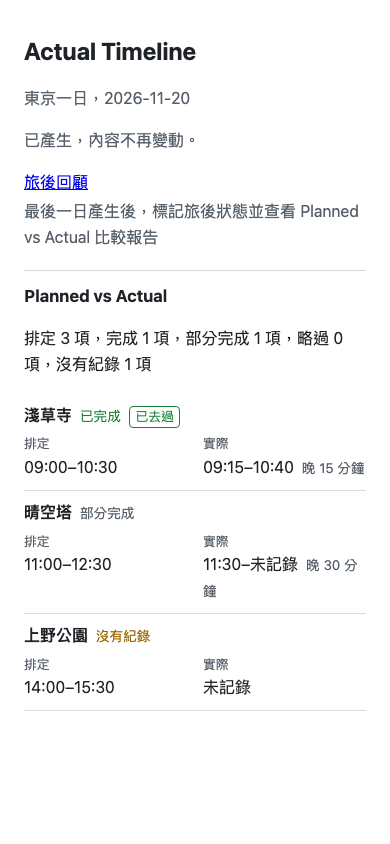 Actual Timeline
東京一日，2026-11-20
已產生，內容不再變動。
旅後回顧
最後一日產生後，標記旅後狀態並查看 Planned
vs Actual 比較報告
Planned vs Actual
排定 3 項，完成 1 項，部分完成 1 項，略過 0
項，沒有紀錄 1 項
淺草寺 已完成 已去過
排定 實際
09:00–10:30 09:15–10:40 晚 15 分鐘
晴空塔 部分完成
排定 實際
11:00–12:30 11:30–未記錄 晚 30 分
鐘
上野公園 沒有紀錄
排定 實際
14:00–15:30 未記錄